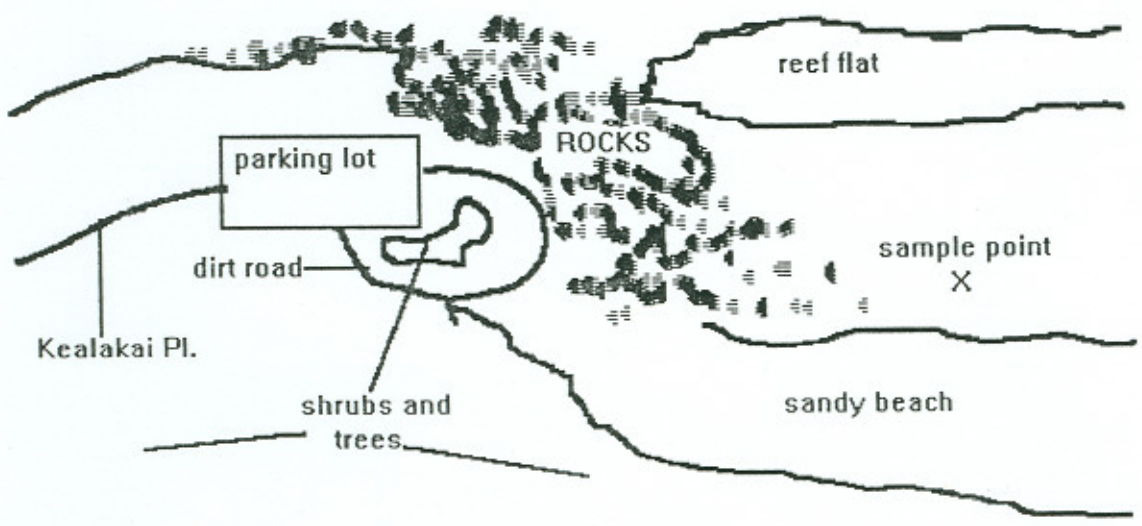 reef flat
ROCKS
parking lot
sample point
X
dirt road
Kealakai Pl.
shrubs and
trees
sandy beach